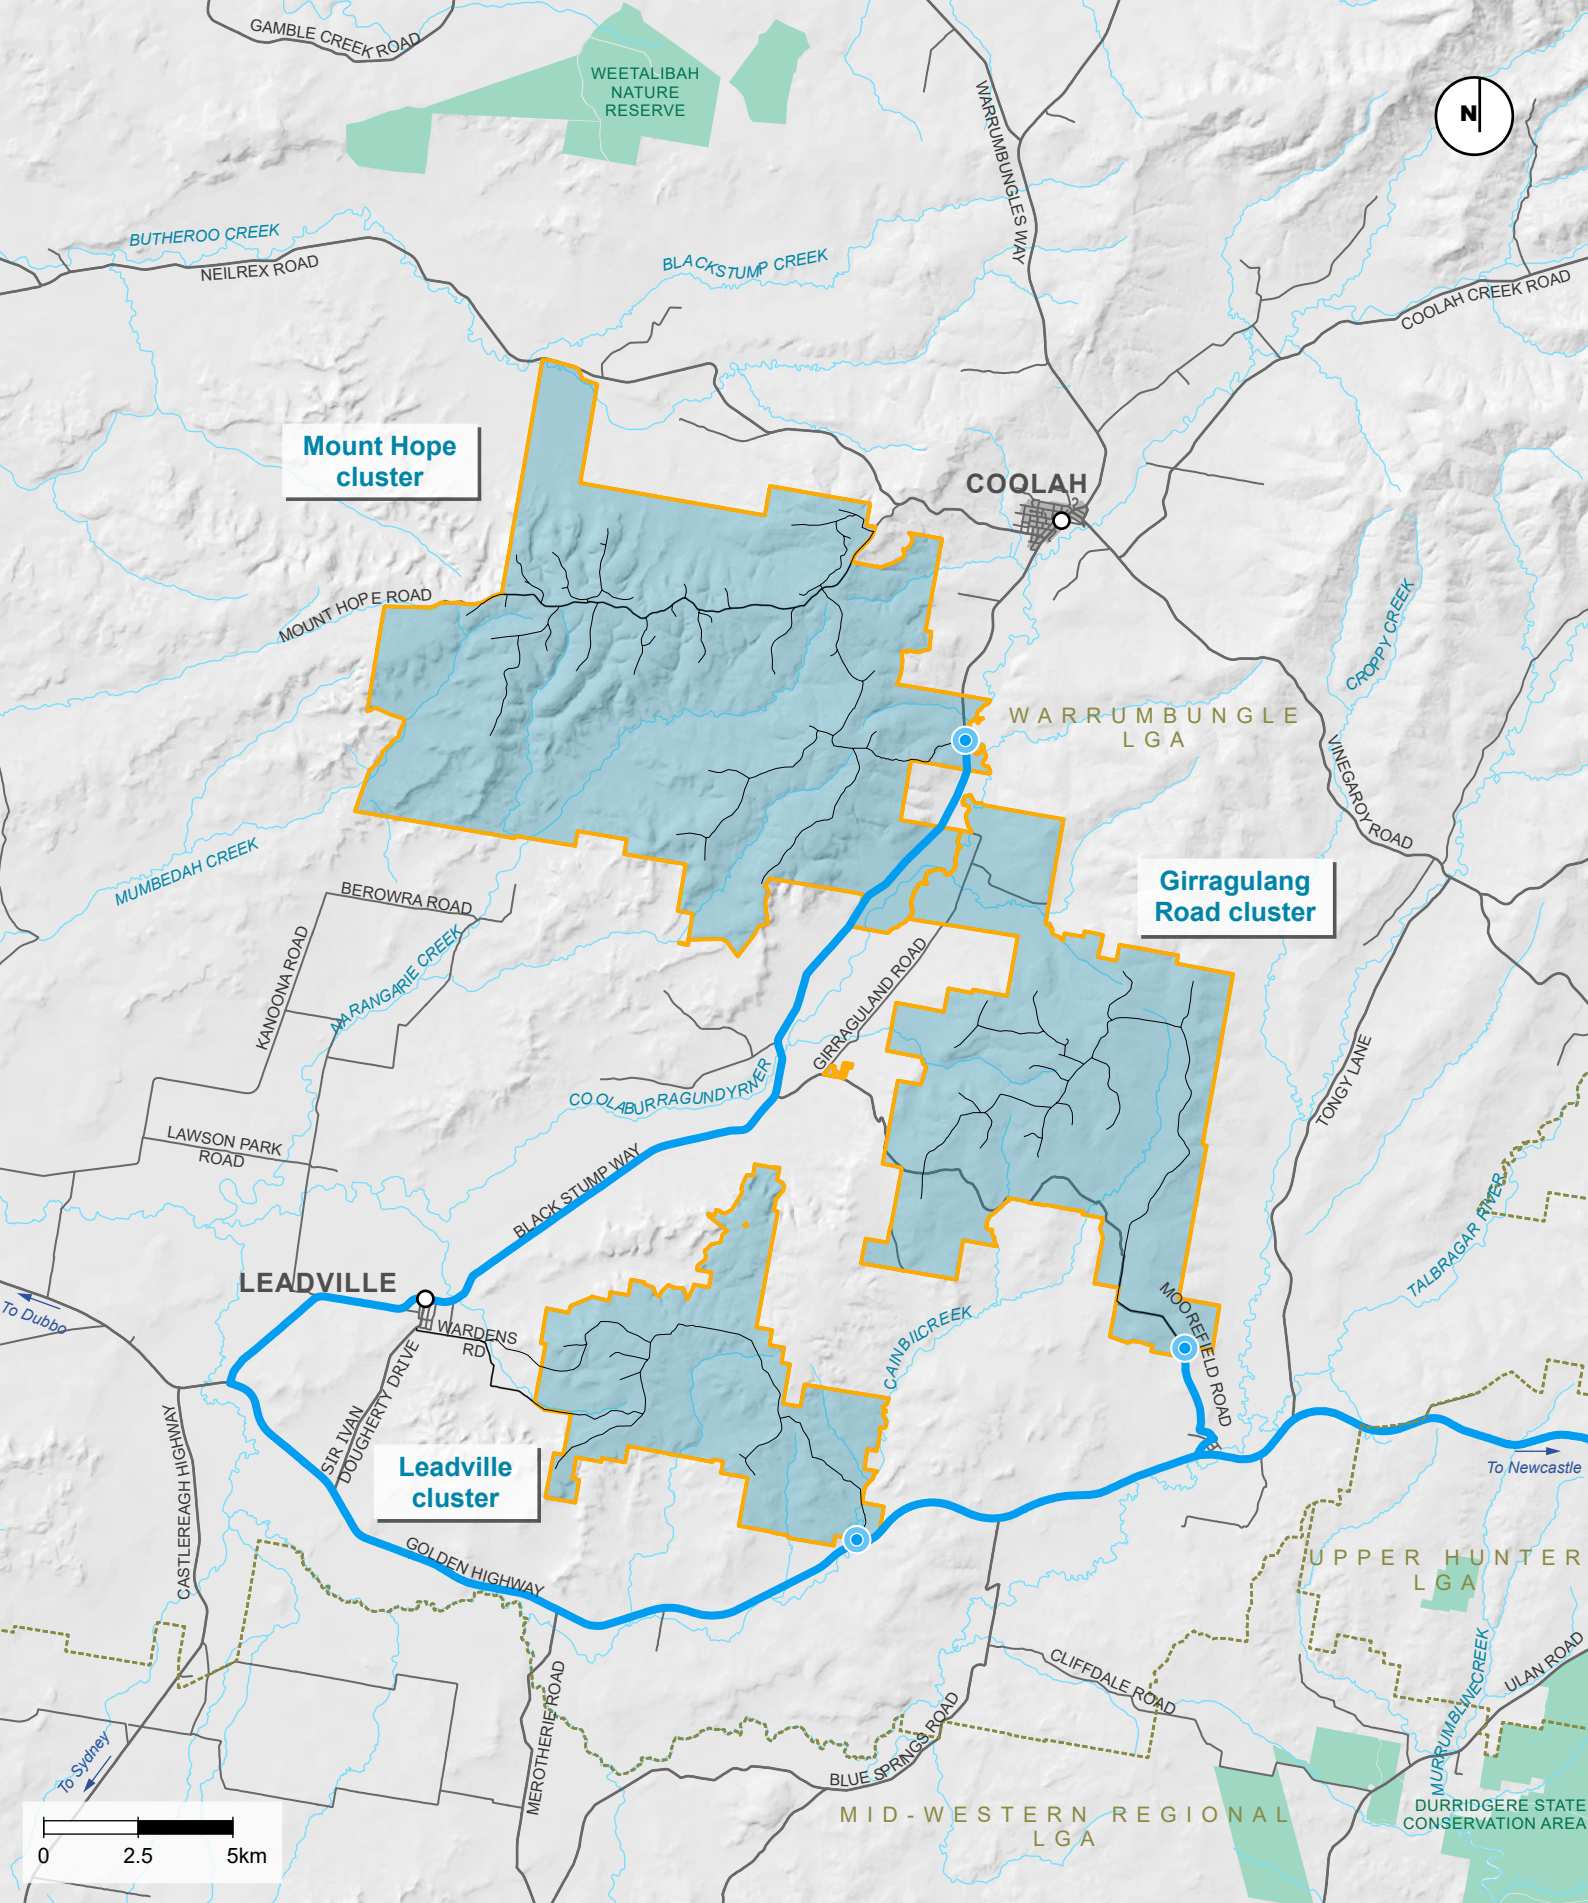 GAMBLE CREEK ROAD
WEETALIBAH
NATURE
RESERVE
WARRUMBUNGLES WAY
N
BUTHEROO CREEK
NEILREX ROAD
BLACKSTUMP CREEK
COOLAH CREEK ROAD
Mount Hope
cluster
COOLAH
MOUNT HOPE ROAD
CROPPY CREEK
WARRUMBUNGLE
LGA
VINEGAROY ROAD
MUMBEDAH CREEK
BEROWRA ROAD
Girragulang
Road cluster
KANOONA ROAD
NARANGARIE CREEK
GIRRAGULAND ROAD
COOLABURRAGUNDY RIVER
TONGY LANE
LAWSON PARK
ROAD
BLACK STUMP WAY
TALBRAGAR RIVER
LEADVILLE
To Dubbo
WARDENS
RD
MOOREFIELD ROAD
CAINBIL CREEK
SIR IVAN
DOUGHERTY DRIVE
CASTLEREAGH HIGHWAY
Leadville
cluster
To Newcastle
GOLDEN HIGHWAY
UPPER HUNTER
LGA
CLIFFDALE ROAD
ULAN ROAD
MURRUMBLINE CREEK
MEROTHERIE ROAD
BLUE SPRINGS ROAD
To Sydney
MID-WESTERN REGIONAL
LGA
DURRIDGERE STATE
CONSERVATION AREA
0 2.5 5km